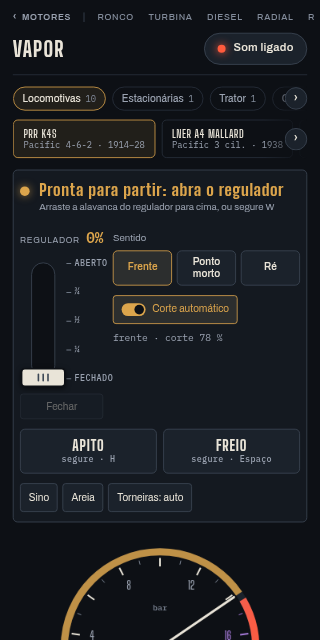 ‹ MOTORES | RONCO TURBINA DIESEL RADIAL R
VAPOR
Som ligado
Locomotivas 10 Estacionárias 1 Trator 1
PRR K4S
Pacific 4-6-2 · 1914–28
LNER A4 MALLARD
Pacific 3 cil. · 1938
Pronta para partir: abra o regulador
Arraste a alavanca do regulador para cima, ou segure W
REGULADOR 0%
Sentido
ABERTO
¾
½
¼
FECHADO
Frente
Ponto morto
Ré
Corte automático
frente · corte 78 %
Fechar
APITO
segure · H
FREIO
segure · Espaço
Sino
Areia
Torneiras: auto
8
12
bar
4
16